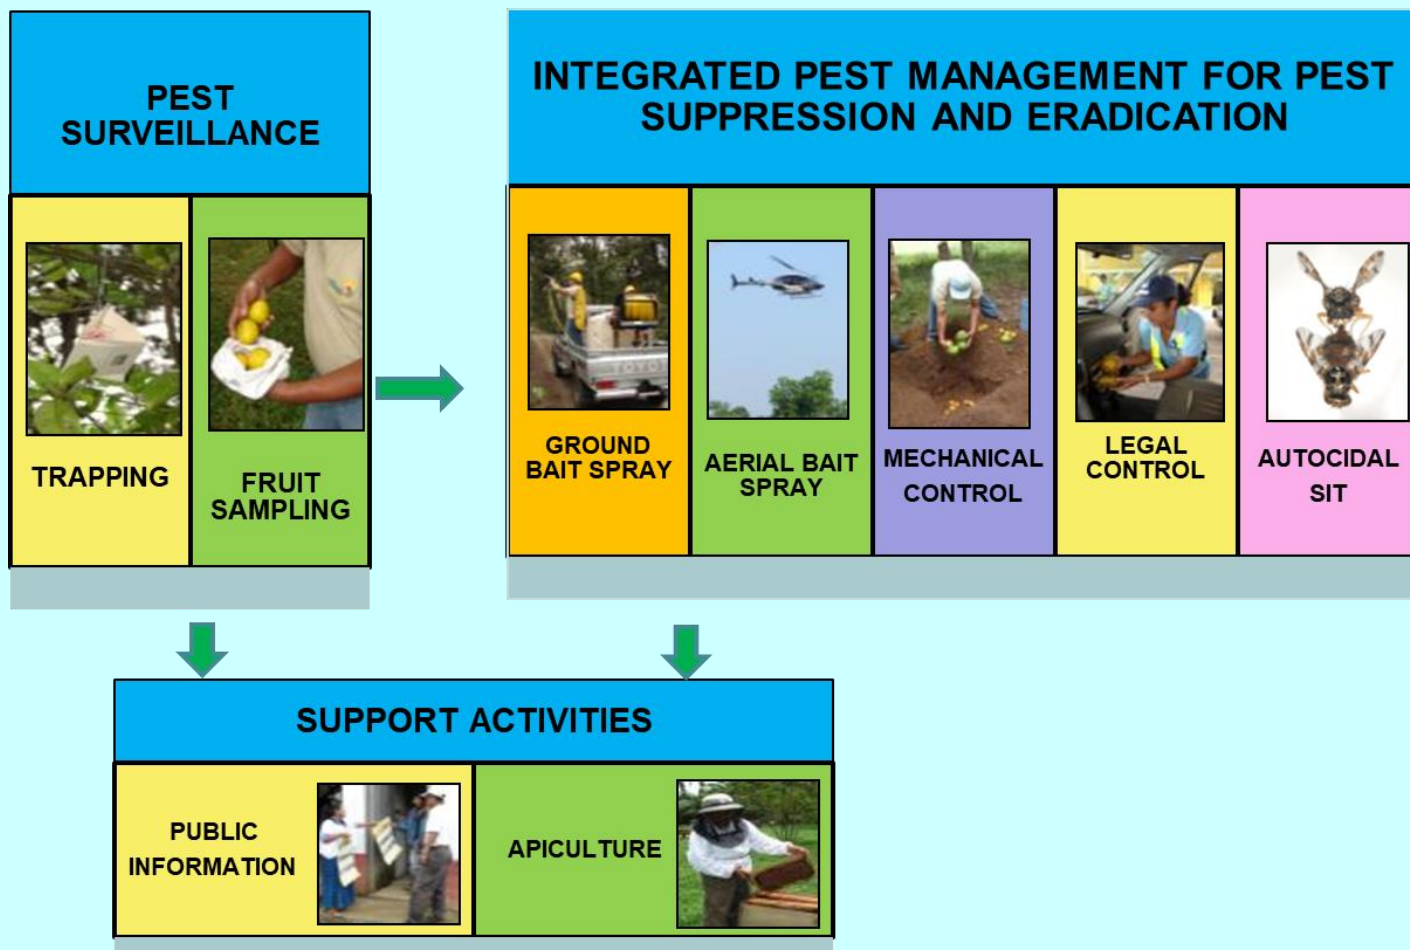 PEST
SURVEILLANCE
TRAPPING
FRUIT
SAMPLING
INTEGRATED PEST MANAGEMENT FOR PEST
SUPPRESSION AND ERADICATION
GROUND
BAIT SPRAY
AERIAL BAIT
SPRAY
MECHANICAL
CONTROL
LEGAL
CONTROL
AUTOCIDAL
SIT
SUPPORT ACTIVITIES
PUBLIC
INFORMATION
APICULTURE